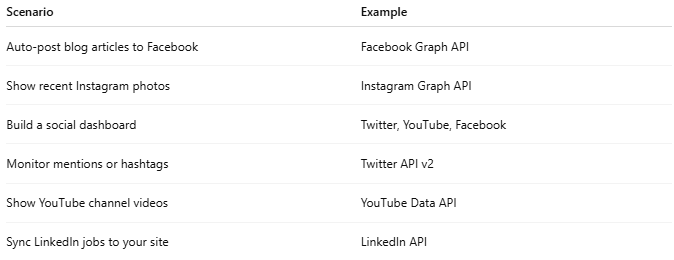 Scenario Example
Auto-post blog articles to Facebook Facebook Graph API
Show recent Instagram photos Instagram Graph API
Build a social dashboard Twitter, YouTube, Facebook
Monitor mentions or hashtags Twitter API v2
Show YouTube channel videos YouTube Data API
Sync LinkedIn jobs to your site LinkedIn API